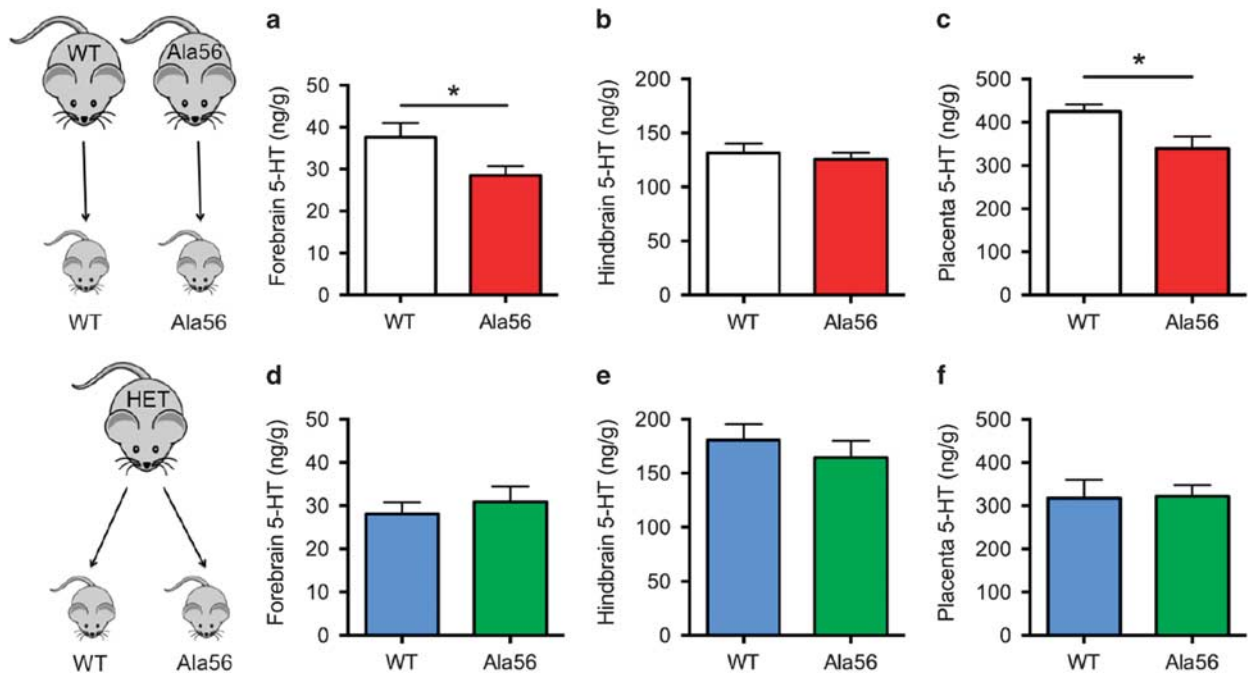 WT
Ala56
WT
Ala56
a
Forebrain 5-HT (ng/g)
50
40
30
20
10
0
*
WT
Ala56
b
Hindbrain 5-HT (ng/g)
200
150
100
50
0
WT
Ala56
c
Placenta 5-HT (ng/g)
500
400
300
200
100
0
*
WT
Ala56
HET
WT
Ala56
d
Forebrain 5-HT (ng/g)
50
40
30
20
10
0
WT
Ala56
e
Hindbrain 5-HT (ng/g)
200
150
200
50
0
WT
Ala56
f
Placenta 5-HT (ng/g)
500
400
300
200
100
0
WT
Ala56